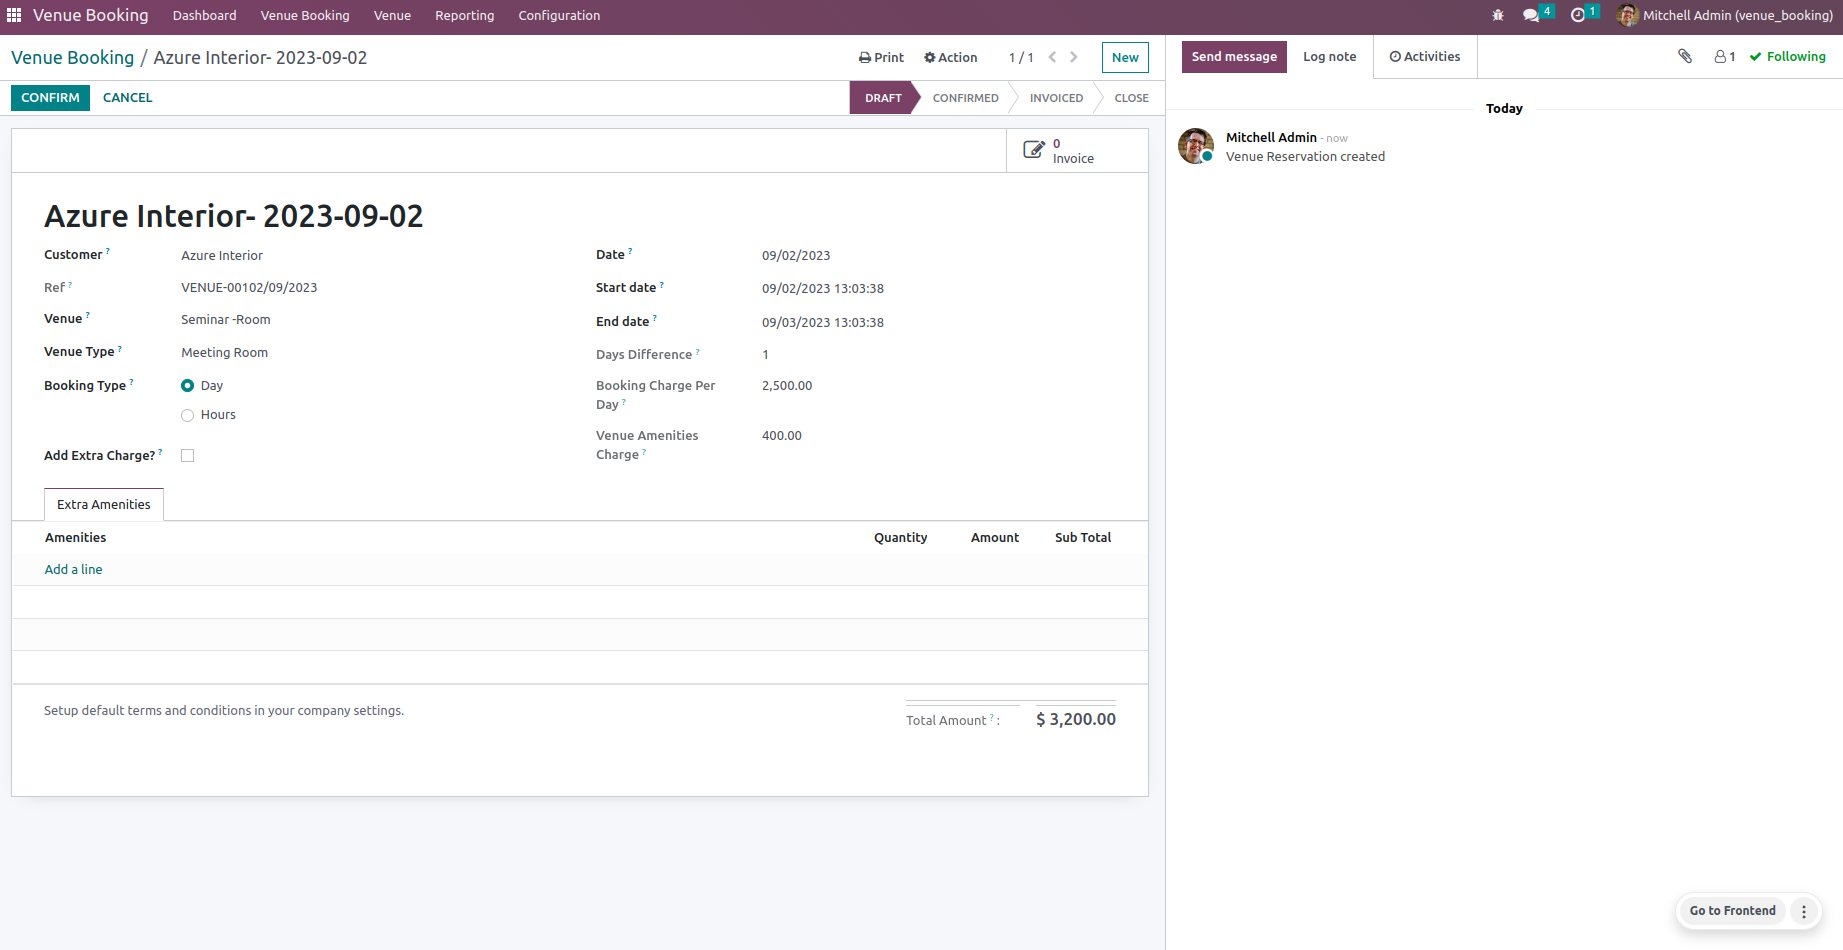 Venue Booking Dashboard Venue Booking Venue Reporting Configuration 4 1 Mitchell Admin (venue_booking)
Venue Booking / Azure Interior- 2023-09-02 Print Action 1 / 1 New
CONFIRM CANCEL DRAFT CONFIRMED INVOICED CLOSE
0
Invoice
Azure Interior- 2023-09-02
Customer ? Azure Interior
Ref ? VENUE-00102/09/2023
Venue ? Seminar -Room
Venue Type ? Meeting Room
Booking Type ? Day
Hours
Add Extra Charge? ?
Date ? 09/02/2023
Start date ? 09/02/2023 13:03:38
End date ? 09/03/2023 13:03:38
Days Difference ? 1
Booking Charge Per 2,500.00
Day ?
Venue Amenities 400.00
Charge ?
Extra Amenities
Amenities Quantity Amount Sub Total
Add a line
Setup default terms and conditions in your company settings.
Total Amount ? : $ 3,200.00
Send message Log note Activities 1 Following
Today
Mitchell Admin - now
Venue Reservation created
Go to Frontend